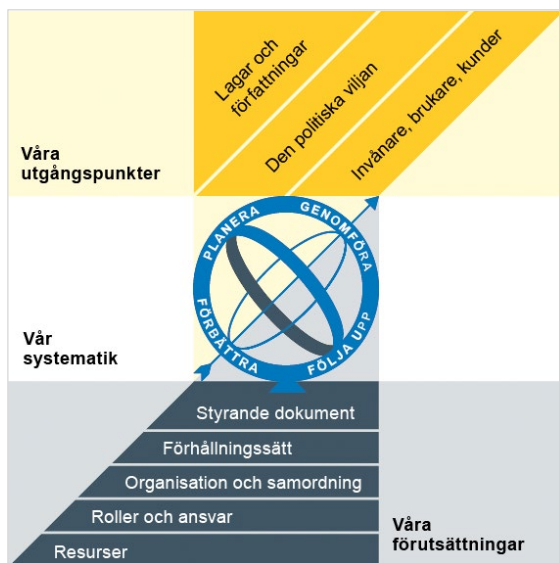 Lagar och
författningar
Den politiska viljan
Invånare, brukare, kunder
Våra
utgångspunkter
PLANERA
GENOMFÖRA
FÖRBÄTTRA
FÖLJA UPP
Vår
systematik
Styrande dokument
Förhållningssätt
Organisation och samordning
Roller och ansvar
Resurser
Våra
förutsättningar